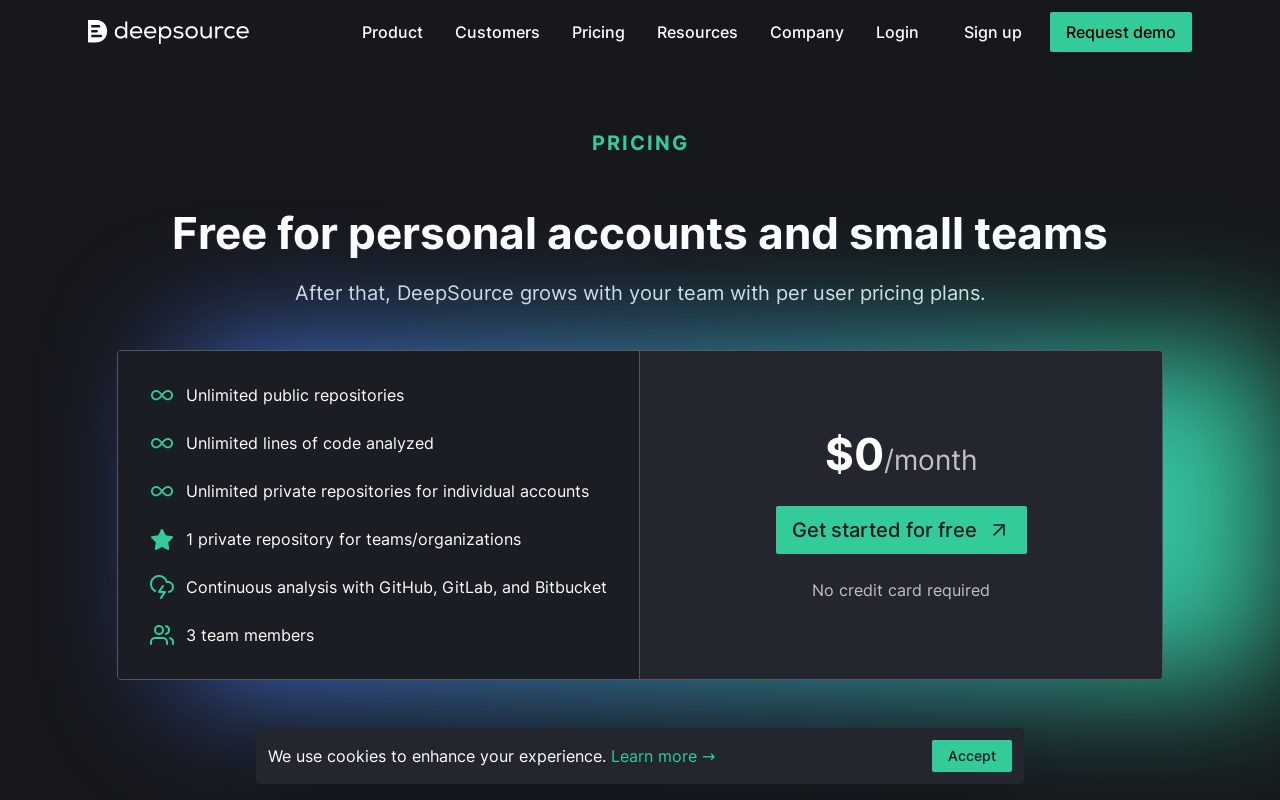 deepsource Product Customers Pricing Resources Company Login Sign up Request demo
PRICING
Free for personal accounts and small teams
After that, DeepSource grows with your team with per user pricing plans.
Unlimited public repositories
Unlimited lines of code analyzed
Unlimited private repositories for individual accounts
1 private repository for teams/organizations
Continuous analysis with GitHub, GitLab, and Bitbucket
3 team members
$0/month
Get started for free
No credit card required
We use cookies to enhance your experience. Learn more → Accept